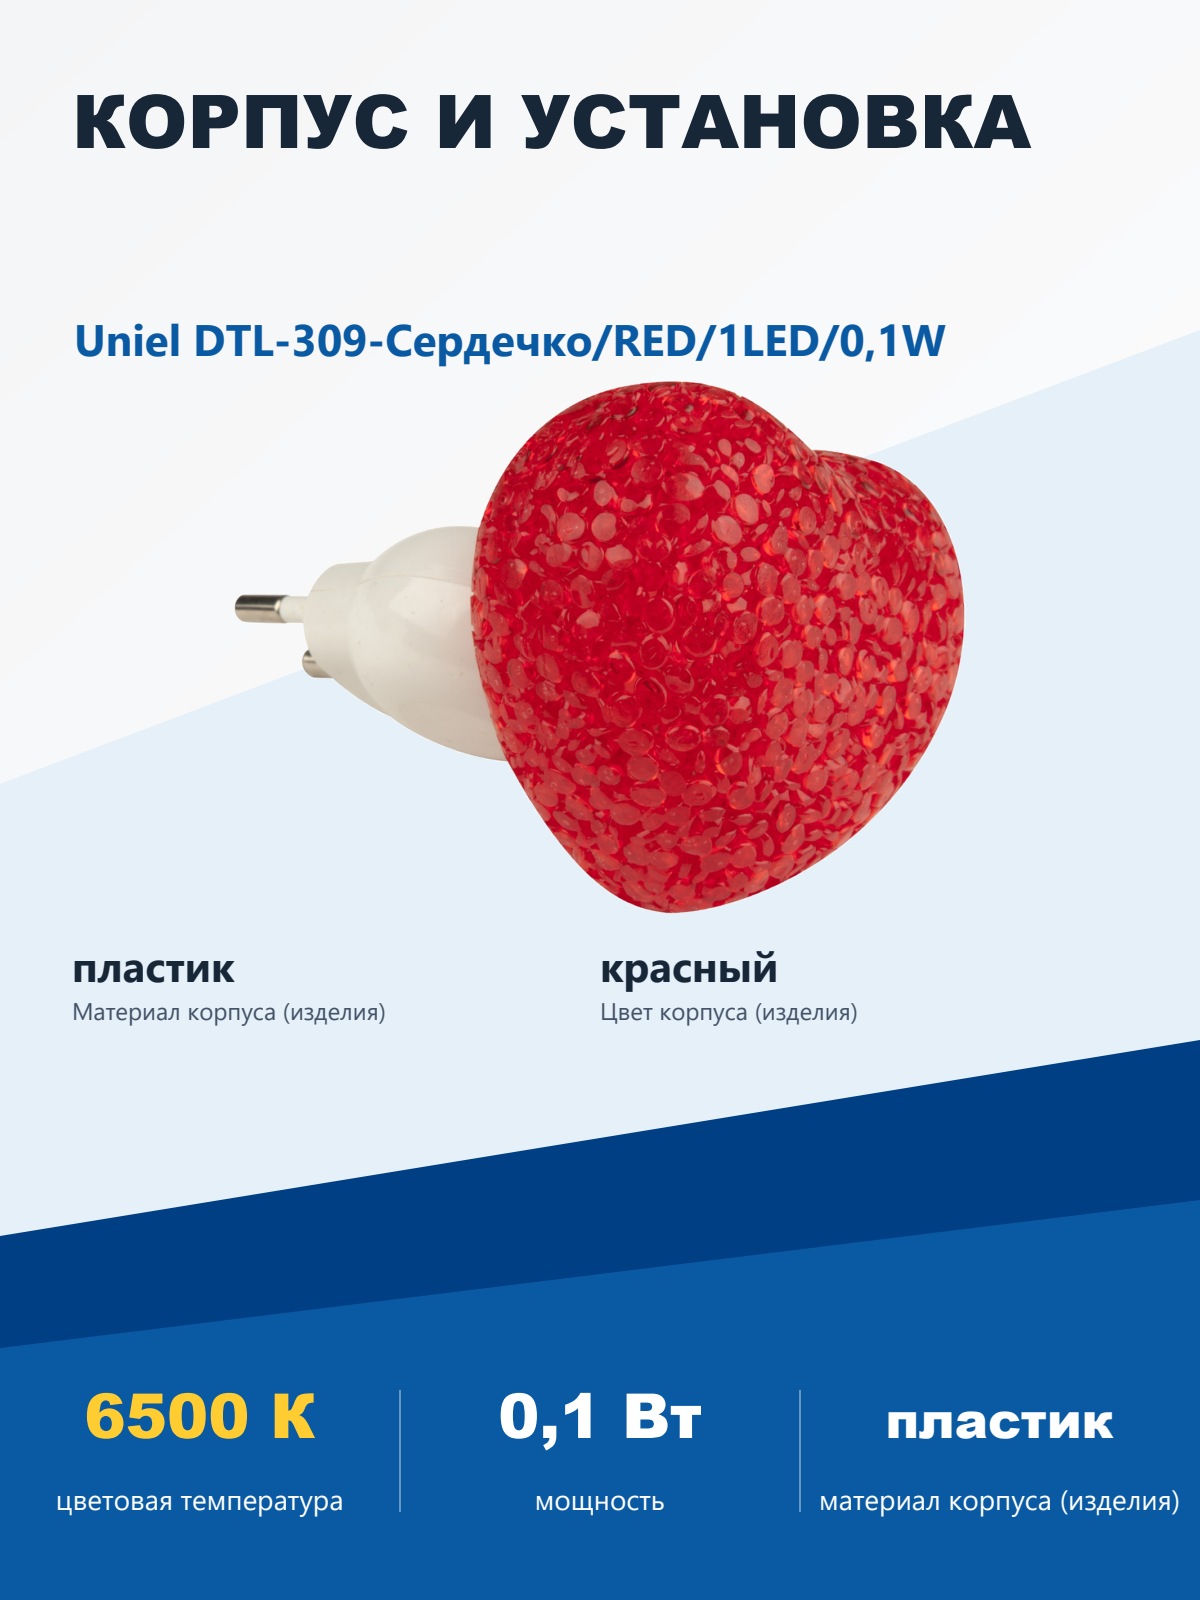 КОРПУС И УСТАНОВКА
Uniel DTL-309-Сердечко/RED/1LED/0,1W
пластик
Материал корпуса (изделия)
красный
Цвет корпуса (изделия)
6500 К
цветовая температура
0,1 Вт
мощность
пластик
материал корпуса (изделия)